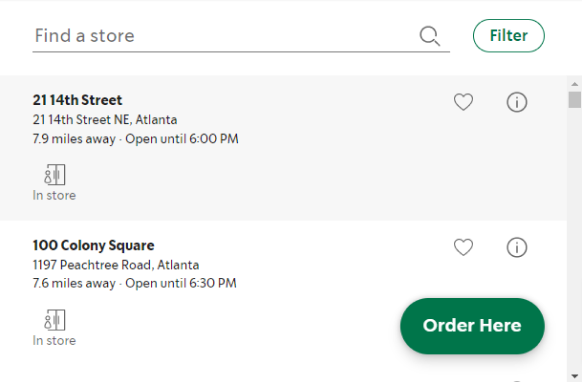 Find a store
Filter
21 14th Street
21 14th Street NE, Atlanta
7.9 miles away · Open until 6:00 PM
In store
100 Colony Square
1197 Peachtree Road, Atlanta
7.6 miles away · Open until 6:30 PM
In store
Order Here